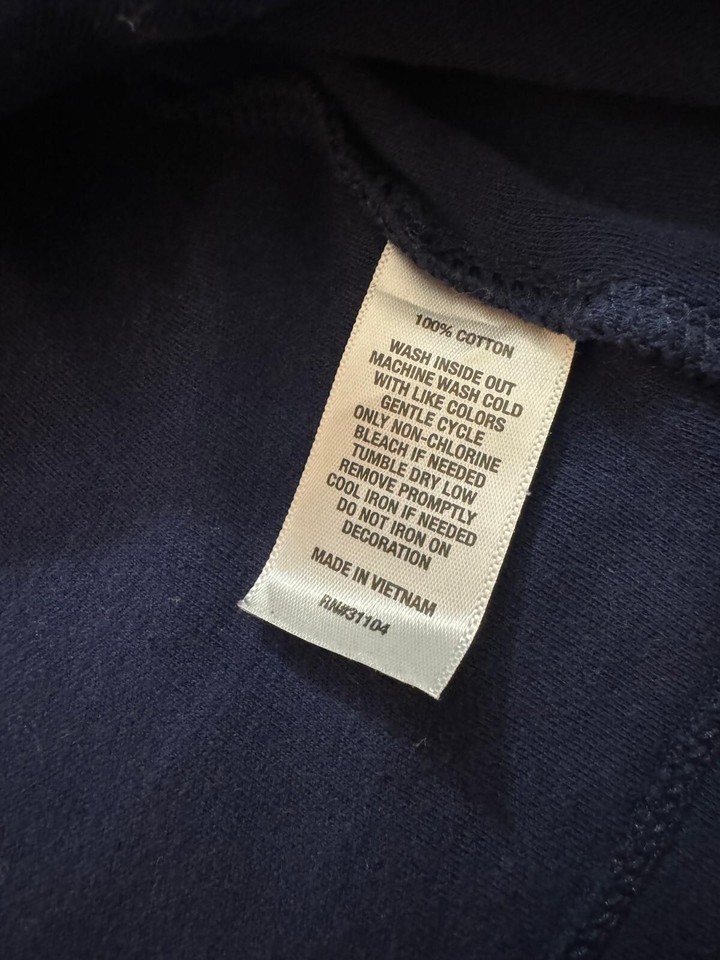 100% COTTON
WASH INSIDE OUT
MACHINE WASH COLD
WITH LIKE COLORS
GENTLE CYCLE
ONLY NON-CHLORINE
BLEACH IF NEEDED
TUMBLE DRY LOW
REMOVE PROMPTLY
COOL IRON IF NEEDED
DO NOT IRON ON
DECORATION
MADE IN VIETNAM
RN#31104